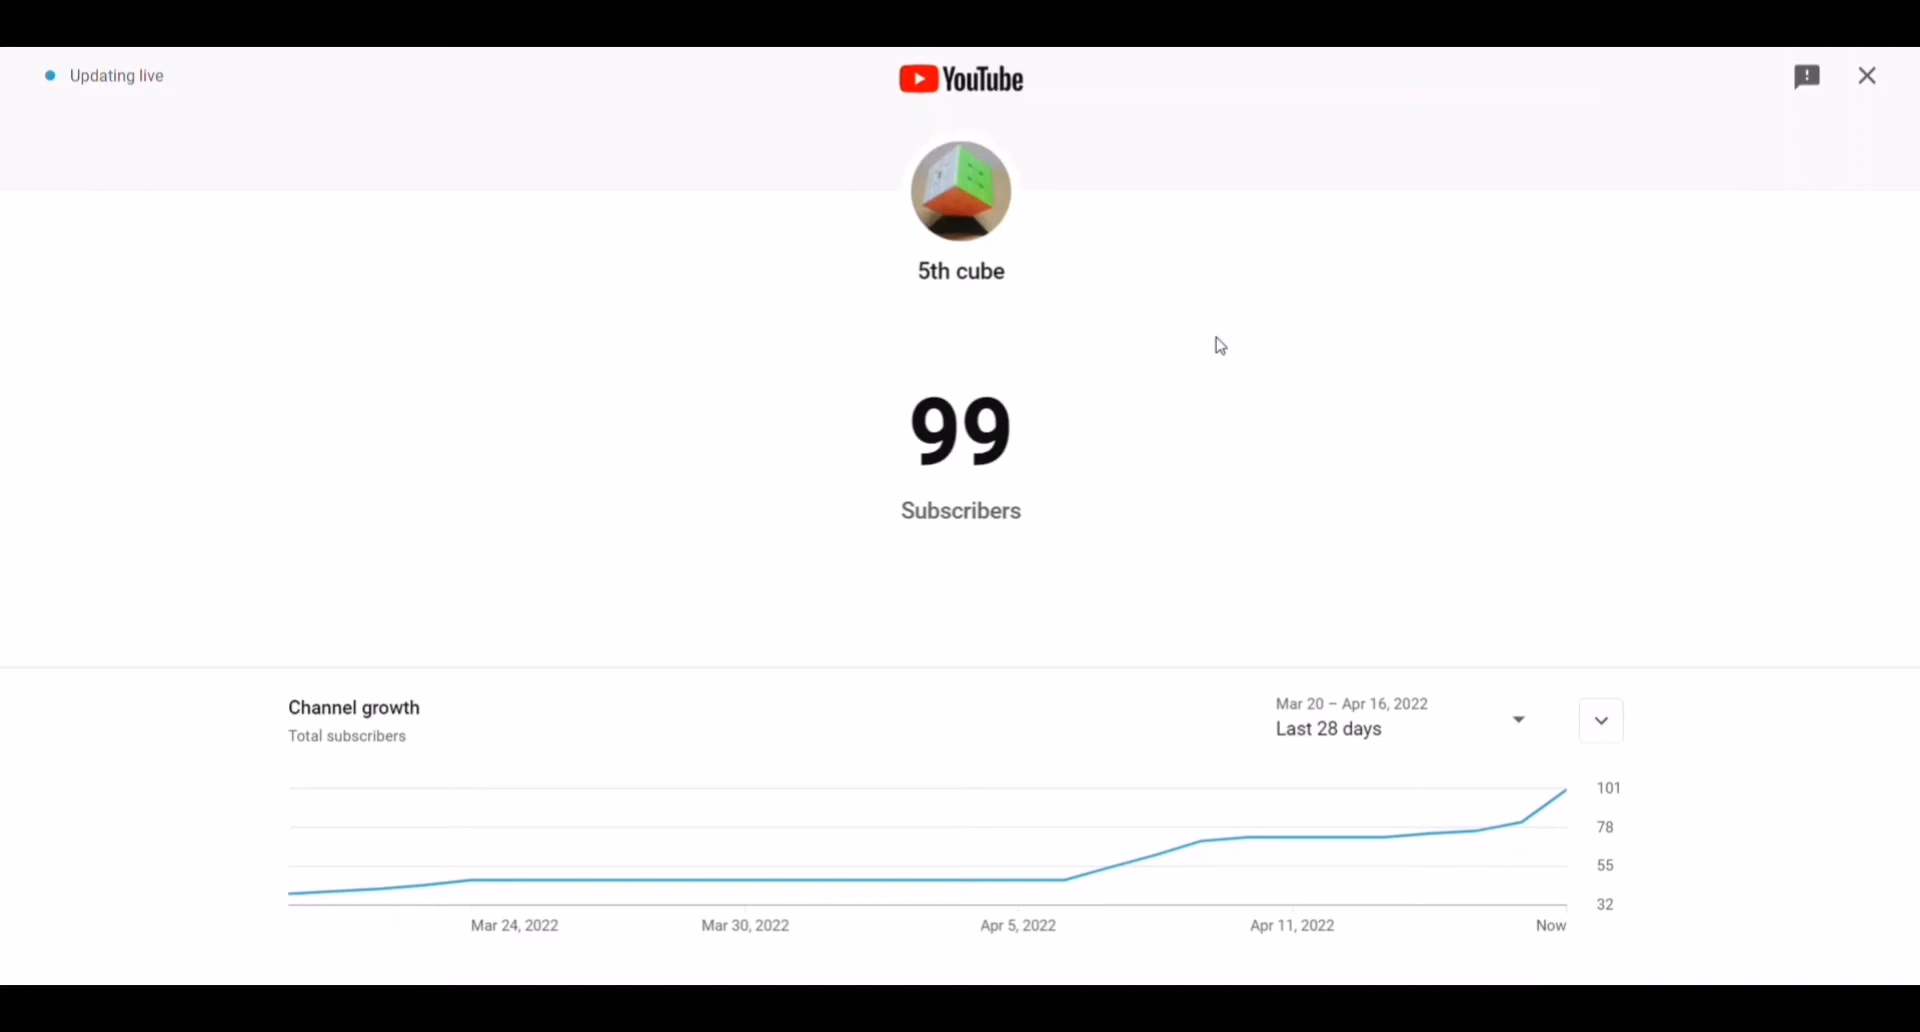 Updating live
YouTube
5th cube
99
Subscribers
Channel growth
Total subscribers
Mar 20 – Apr 16, 2022
Last 28 days
101
78
55
32
Mar 24, 2022
Mar 30, 2022
Apr 5, 2022
Apr 11, 2022
Now